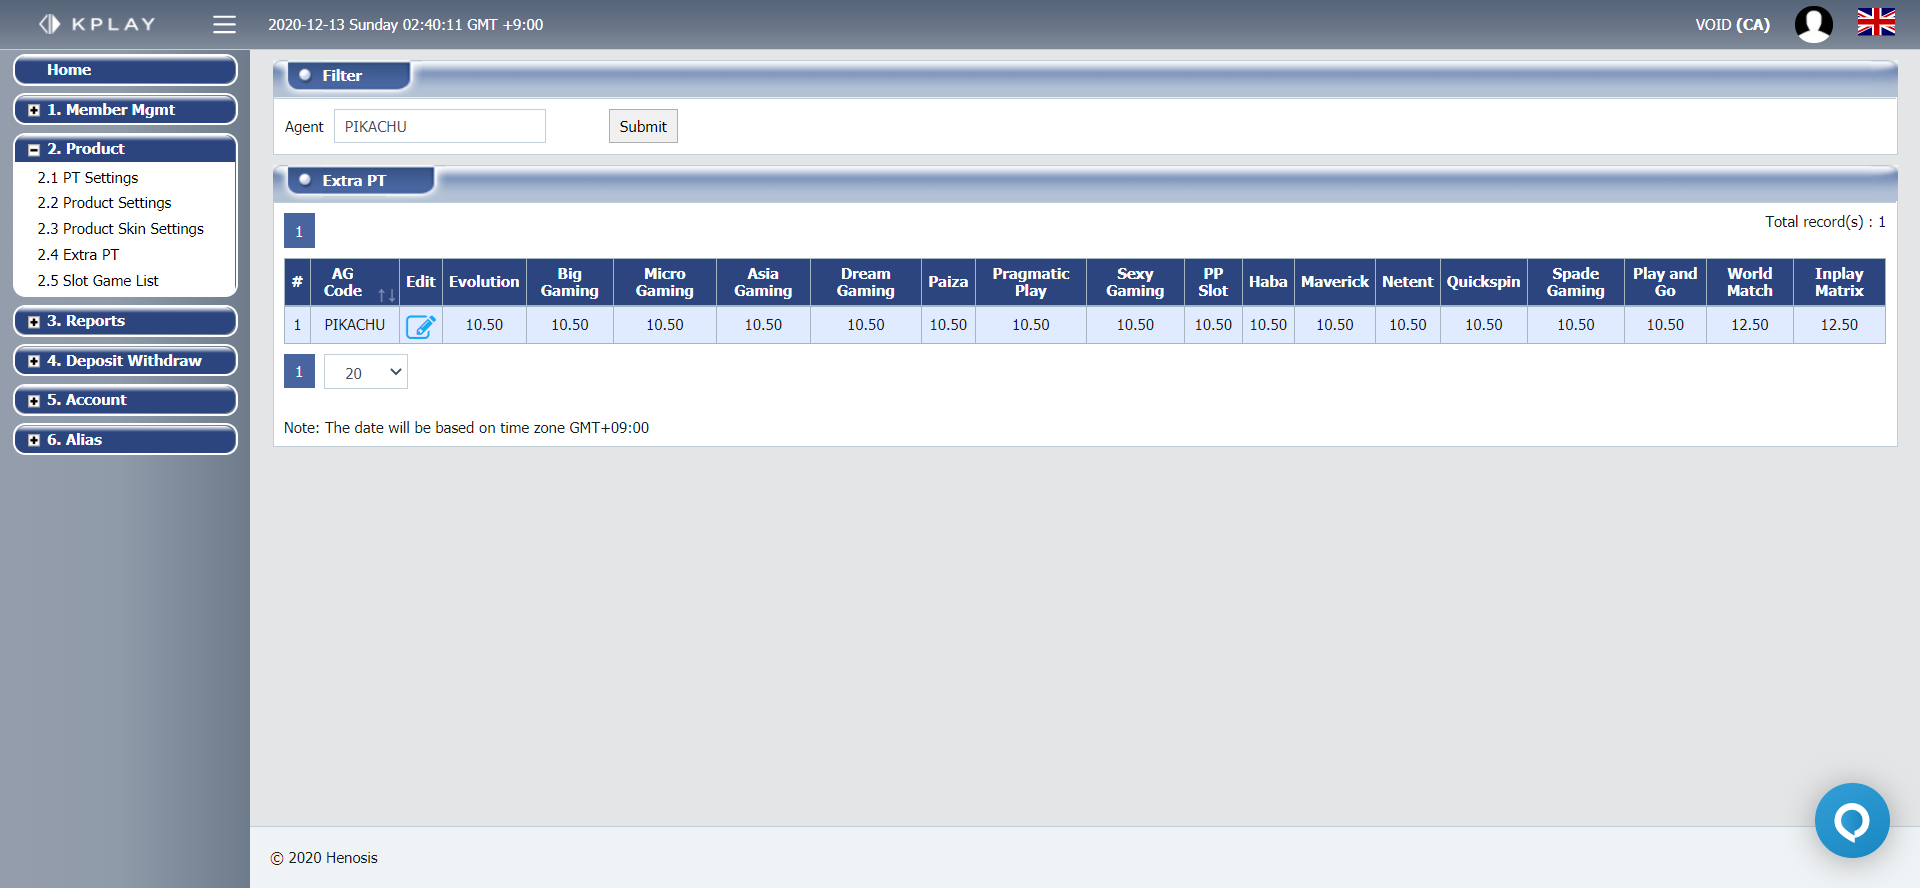 KPLAY
2020-12-13 Sunday 02:40:11 GMT +9:00
VOID (CA)
Home
1. Member Mgmt
2. Product
2.1 PT Settings
2.2 Product Settings
2.3 Product Skin Settings
2.4 Extra PT
2.5 Slot Game List
3. Reports
4. Deposit Withdraw
5. Account
6. Alias
Filter
Agent PIKACHU Submit
Extra PT
1
Total record(s) : 1
# AG Code Edit Evolution Big Gaming Micro Gaming Asia Gaming Dream Gaming Paiza Pragmatic Play Sexy Gaming PP Slot Haba Maverick Netent Quickspin Spade Gaming Play and Go World Match Inplay Matrix
1 PIKACHU 10.50 10.50 10.50 10.50 10.50 10.50 10.50 10.50 10.50 10.50 10.50 10.50 10.50 10.50 10.50 12.50 12.50
1 20
Note: The date will be based on time zone GMT+09:00
© 2020 Henosis